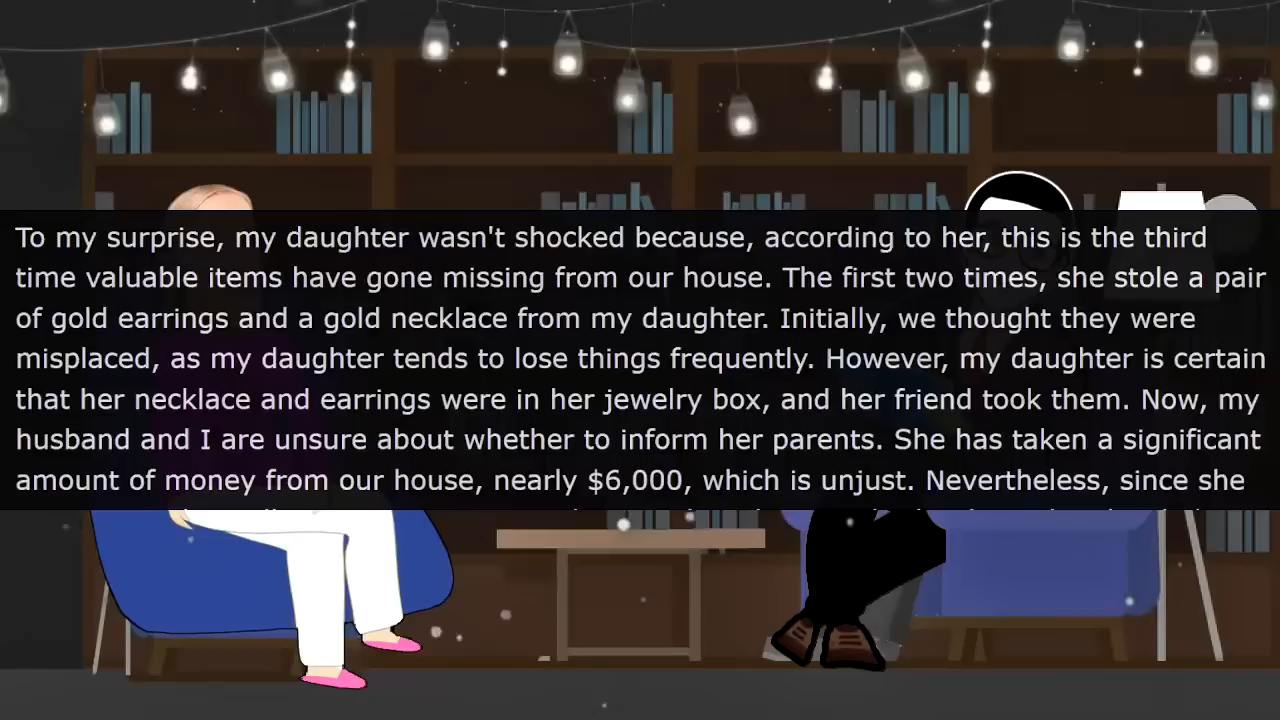 To my surprise, my daughter wasn't shocked because, according to her, this is the third
time valuable items have gone missing from our house. The first two times, she stole a pair
of gold earrings and a gold necklace from my daughter. Initially, we thought they were
misplaced, as my daughter tends to lose things frequently. However, my daughter is certain
that her necklace and earrings were in her jewelry box, and her friend took them. Now, my
husband and I are unsure about whether to inform her parents. She has taken a significant
amount of money from our house, nearly $6,000, which is unjust. Nevertheless, since she